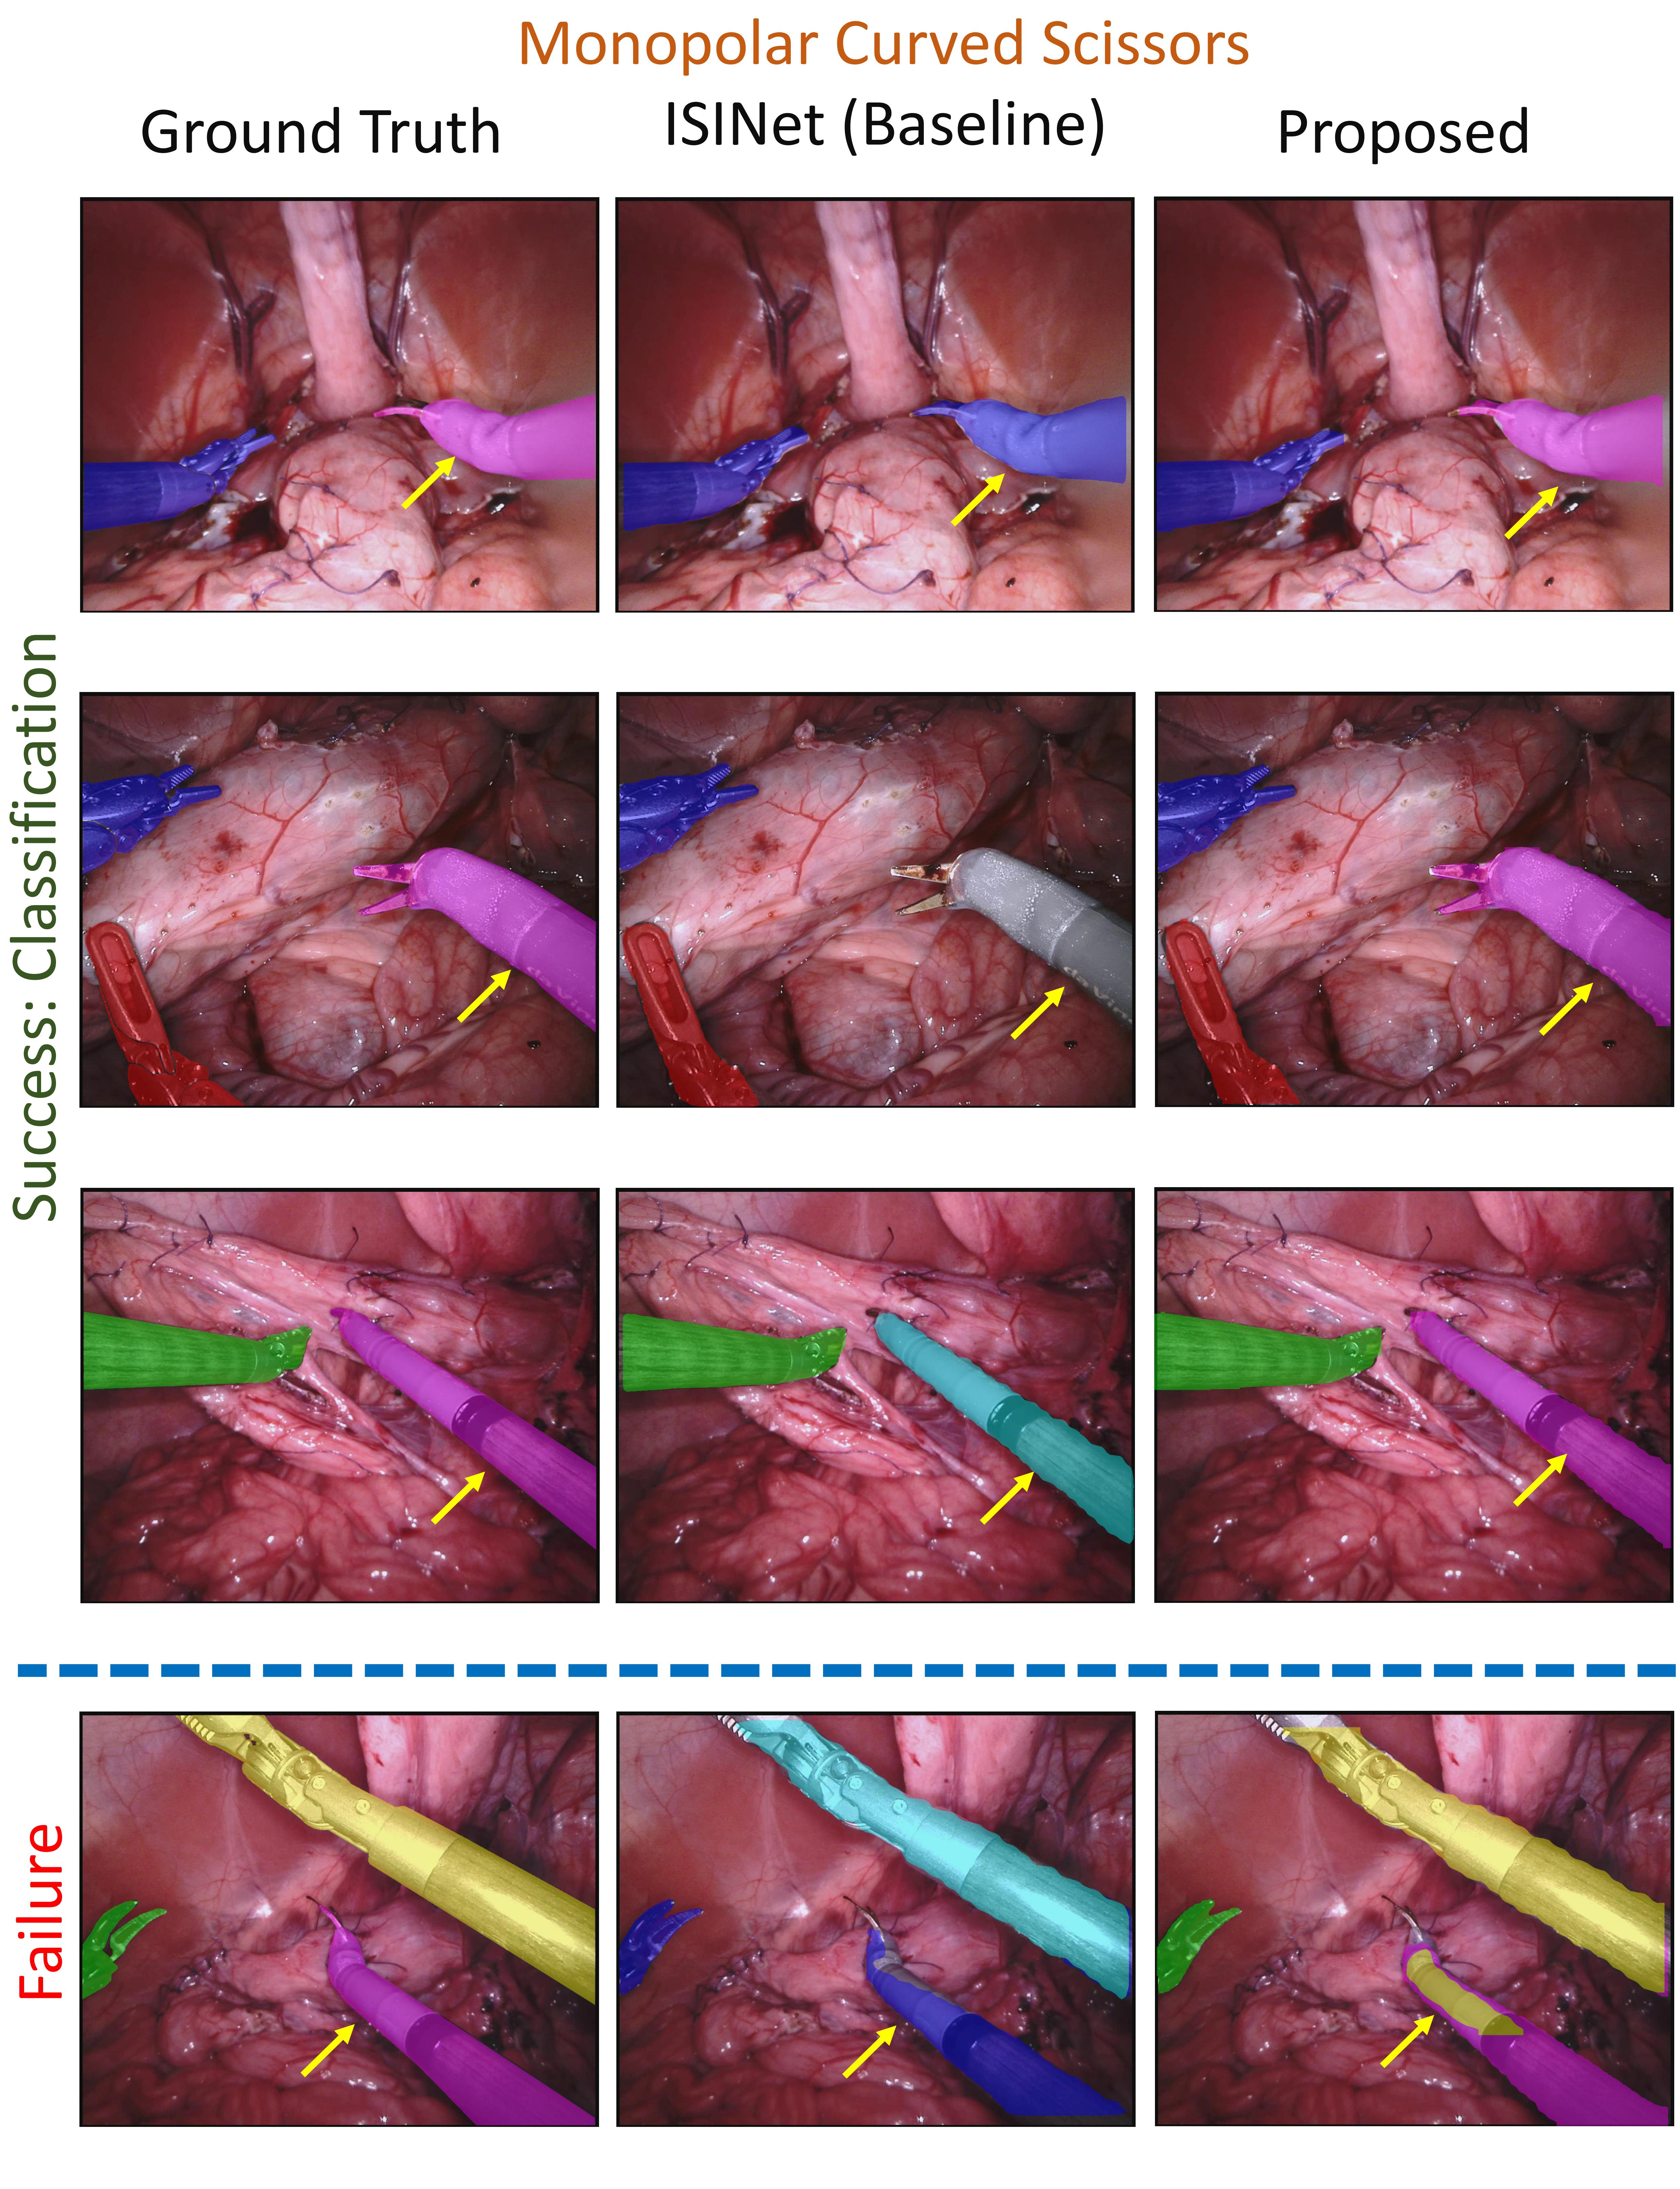 Monopolar Curved Scissors
Ground Truth
ISINet (Baseline)
Proposed
Success: Classification
Failure